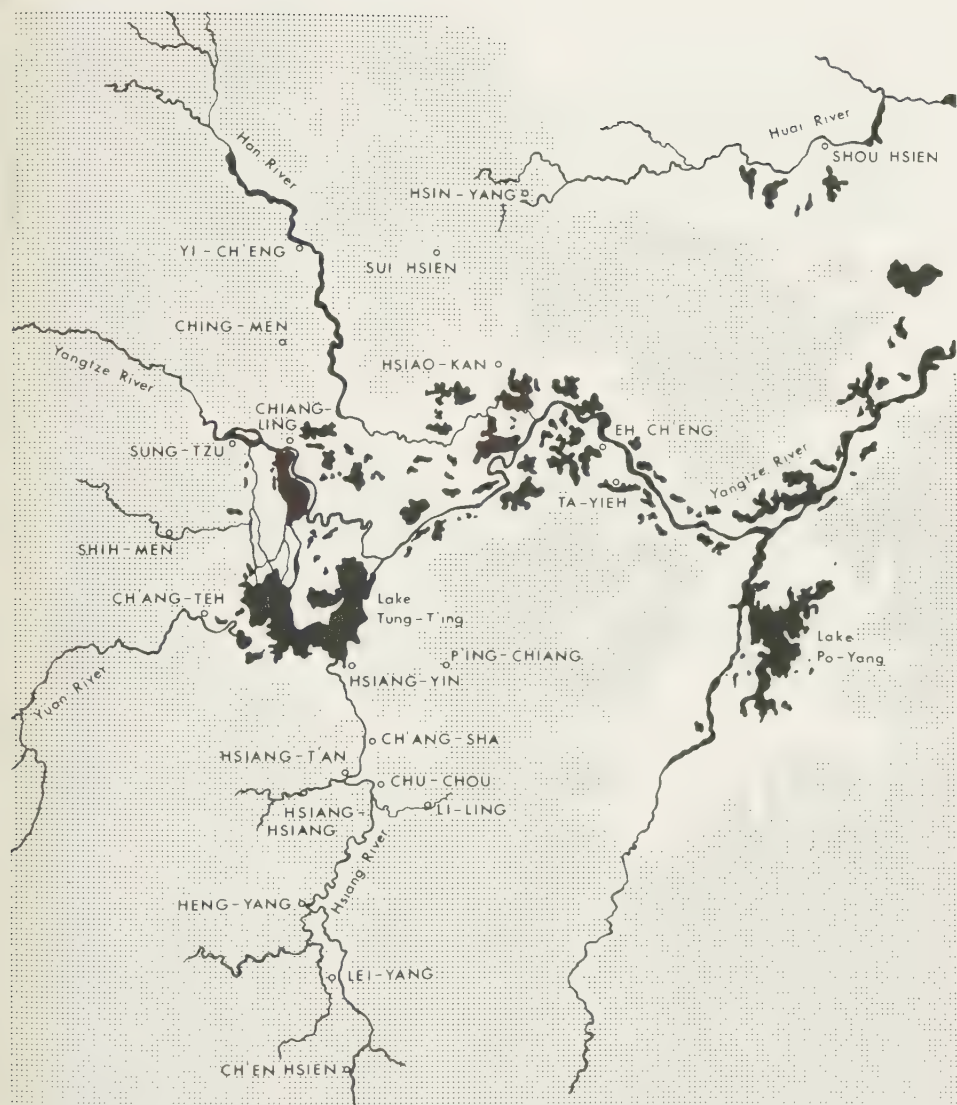 Han River
Huai River
SHOU HSIEN
HSIN-YANG
YI-CH'ENG
SUI HSIEN
CHING-MEN
Yangtze River
HSIAO-KAN
CHIANG-
LING
SUNG-TZU
EH CH'ENG
Yangtze River
TA-YIEH
SHIH-MEN
CH'ANG-TEH
Lake
Tung-T'ing
Lake
Po-Yang
P'ING-CHIANG
HSIANG-YIN
Yuan River
CH'ANG-SHA
HSIANG-T'AN
CHU-CHOU
HSIANG-
HSIANG
LI-LING
Hsiang River
HENG-YANG
LEI-YANG
CH'EN HSIEN